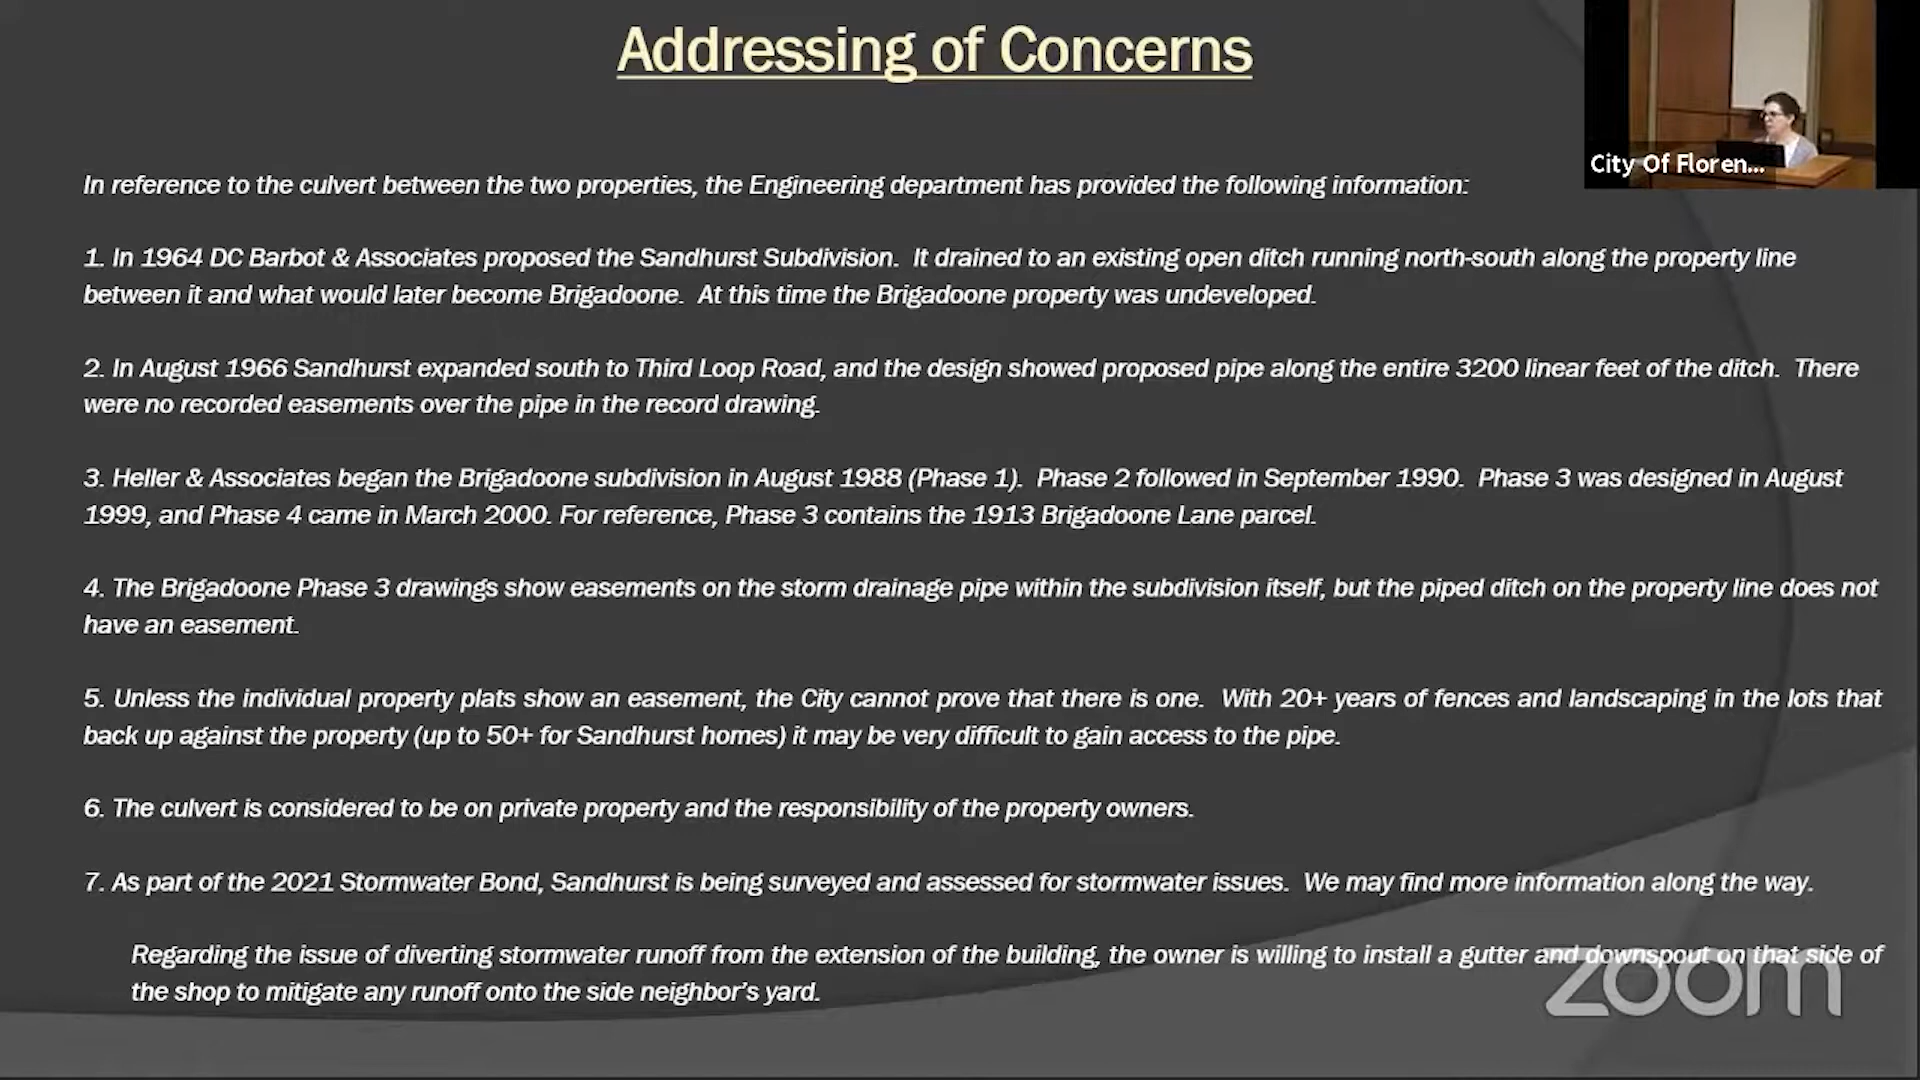 Addressing of Concerns
City Of Floren...
In reference to the culvert between the two properties, the Engineering department has provided the following information:
1. In 1964 DC Barbot & Associates proposed the Sandhurst Subdivision. It drained to an existing open ditch running north-south along the property line
between it and what would later become Brigadoone. At this time the Brigadoone property was undeveloped.
2. In August 1966 Sandhurst expanded south to Third Loop Road, and the design showed proposed pipe along the entire 3200 linear feet of the ditch. There
were no recorded easements over the pipe in the record drawing.
3. Heller & Associates began the Brigadoone subdivision in August 1988 (Phase 1). Phase 2 followed in September 1990. Phase 3 was designed in August
1999, and Phase 4 came in March 2000. For reference, Phase 3 contains the 1913 Brigadoone Lane parcel.
4. The Brigadoone Phase 3 drawings show easements on the storm drainage pipe within the subdivision itself, but the piped ditch on the property line does not
have an easement.
5. Unless the individual property plats show an easement, the City cannot prove that there is one. With 20+ years of fences and landscaping in the lots that
back up against the property (up to 50+ for Sandhurst homes) it may be very difficult to gain access to the pipe.
6. The culvert is considered to be on private property and the responsibility of the property owners.
7. As part of the 2021 Stormwater Bond, Sandhurst is being surveyed and assessed for stormwater issues. We may find more information along the way.
Regarding the issue of diverting stormwater runoff from the extension of the building, the owner is willing to install a gutter and downspout on that side of
the shop to mitigate any runoff onto the side neighbor's yard.
zoom